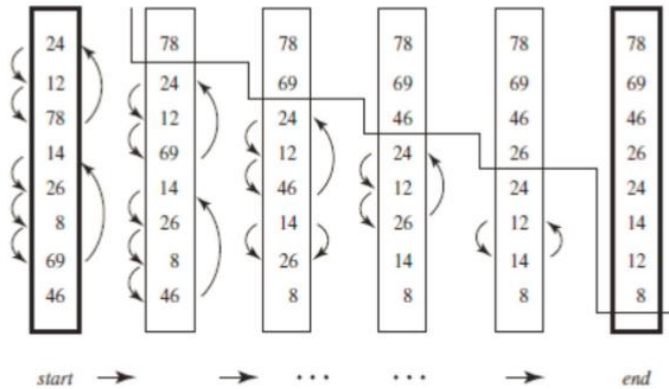 24 78 78 78 78 78
12 24 69 69 69 69
78 12 24 46 46 46
14 69 12 24 26 26
26 14 46 12 24 24
8 26 14 26 12 14
69 8 26 14 14 12
46 46 8 8 8 8
start ... ... end